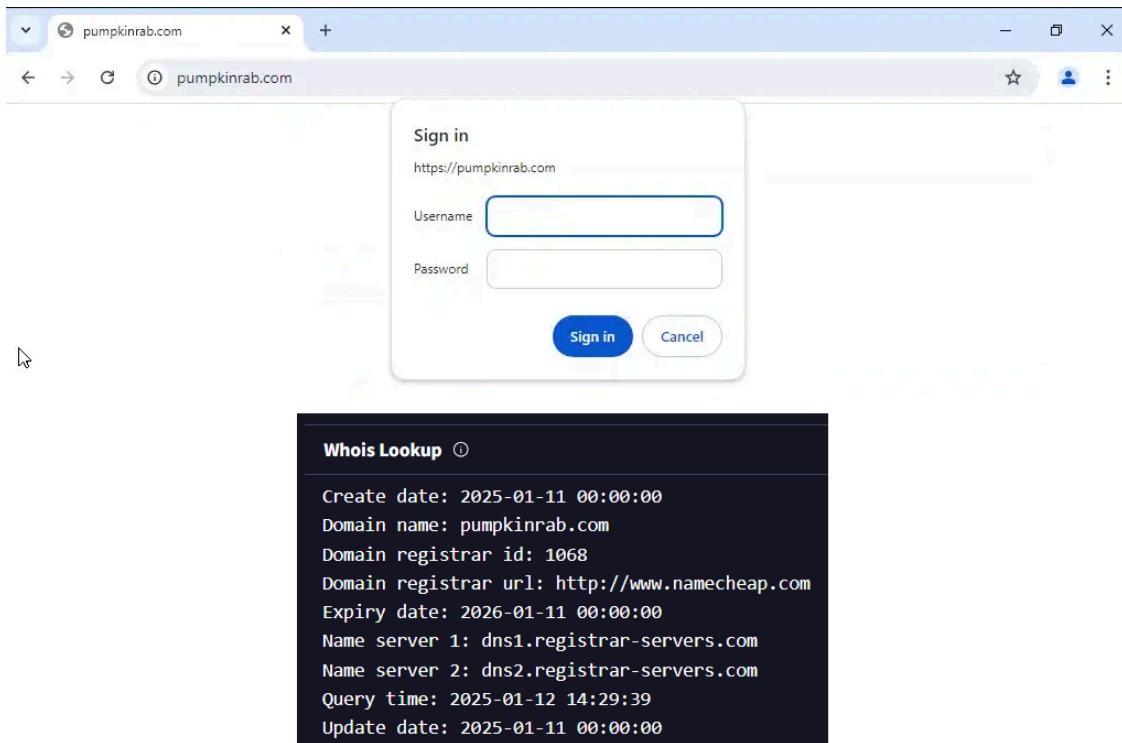 pumpkinrab.com
pumpkinrab.com
Sign in
https://pumpkinrab.com
Username
Password
Sign in Cancel
Whois Lookup
Create date: 2025-01-11 00:00:00
Domain name: pumpkinrab.com
Domain registrar id: 1068
Domain registrar url: http://www.namecheap.com
Expiry date: 2026-01-11 00:00:00
Name server 1: dns1.registrar-servers.com
Name server 2: dns2.registrar-servers.com
Query time: 2025-01-12 14:29:39
Update date: 2025-01-11 00:00:00